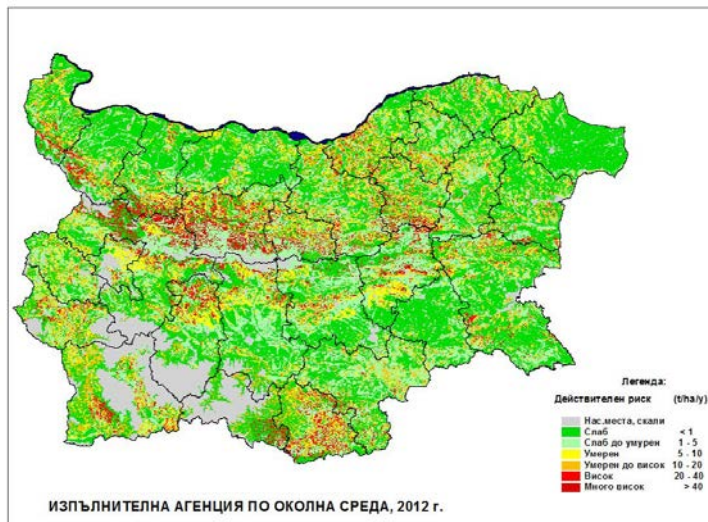 Легенда:
Действителен риск (t/ha/y)
Нас.места, скали
Слаб < 1
Слаб до умерен 1 - 5
Умерен 5 - 10
Умерен до висок 10 - 20
Висок 20 - 40
Много висок > 40
ИЗПЪЛНИТЕЛНА АГЕНЦИЯ ПО ОКОЛНА СРЕДА, 2012 г.